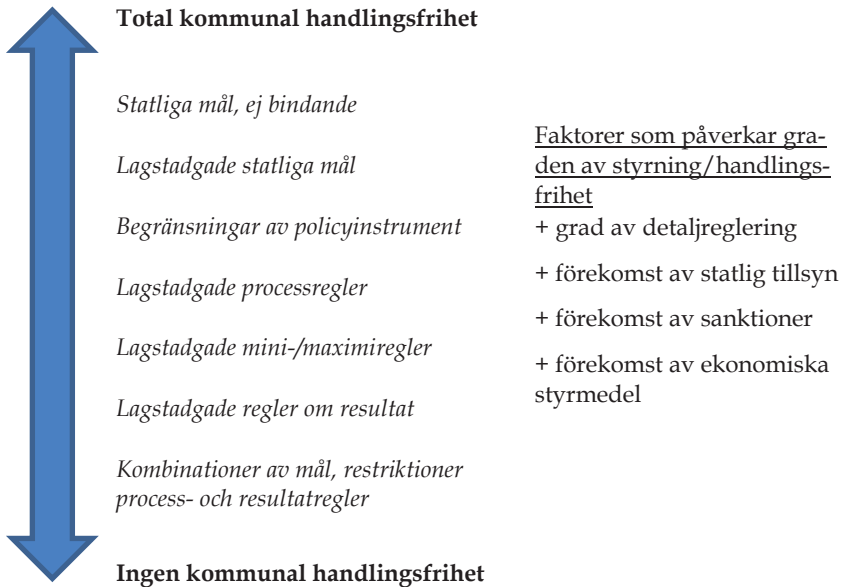 Total kommunal handlingsfrihet
Statliga mål, ej bindande
Lagstadgade statliga mål
Begränsningar av policyinstrument
Lagstadgade processregler
Lagstadgade mini-/maximiregler
Lagstadgade regler om resultat
Kombinationer av mål, restriktioner
process- och resultatregler
Ingen kommunal handlingsfrihet
Faktorer som påverkar gra-
den av styrning/handlings-
frihet
+ grad av detaljreglering
+ förekomst av statlig tillsyn
+ förekomst av sanktioner
+ förekomst av ekonomiska
styrmedel